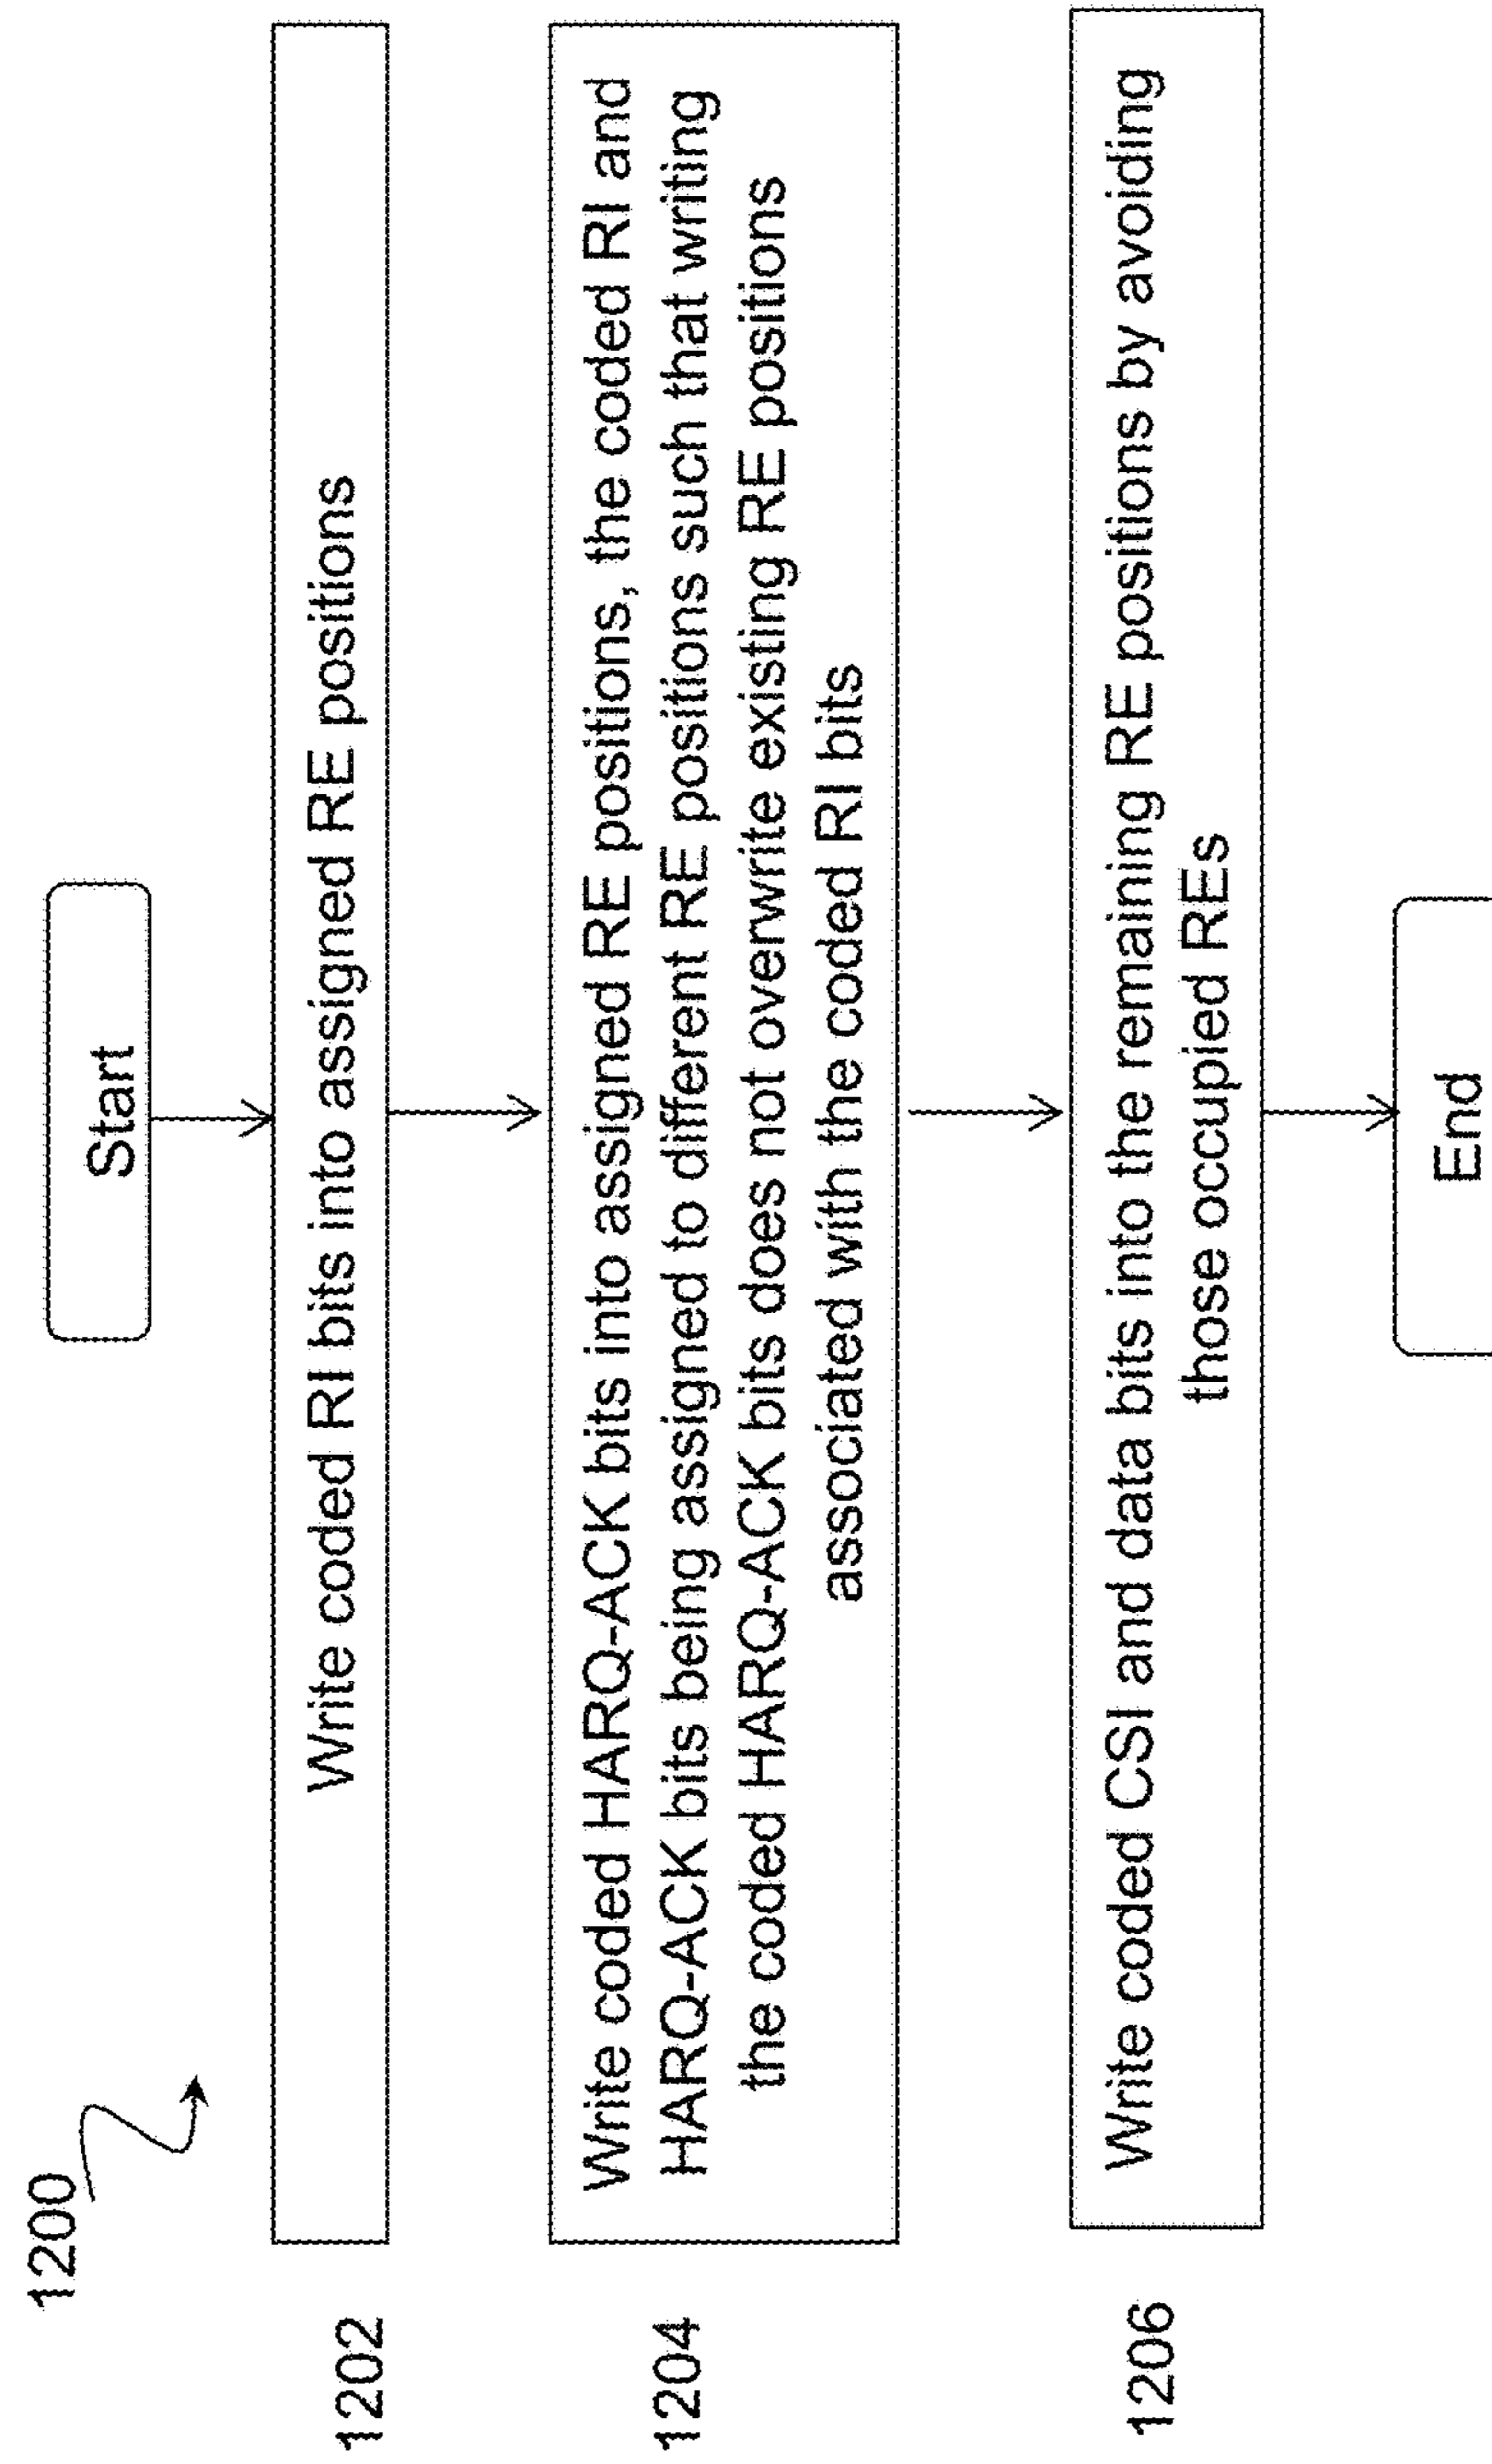 1200
Start
1202
Write coded RI bits into assigned RE positions
1204
Write coded HARQ-ACK bits into assigned RE positions, the coded RI and
HARQ-ACK bits being assigned to different RE positions such that writing
the coded HARQ-ACK bits does not overwrite existing RE positions
associated with the coded RI bits
1206
Write coded CSI and data bits into the remaining RE positions by avoiding
those occupied REs
End